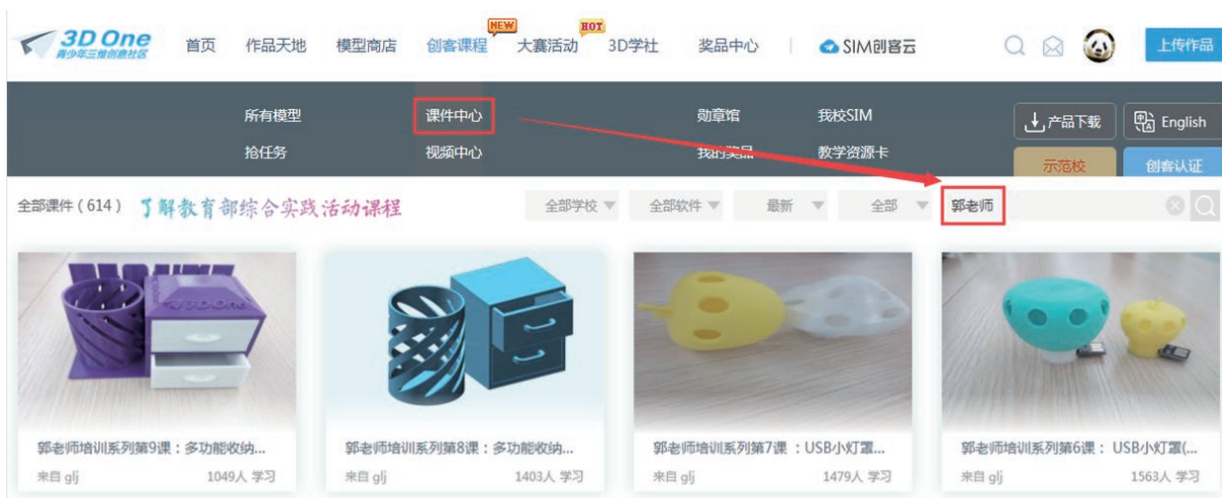 3D One
青少年三维创意社区
首页 作品天地 模型商店 创客课程 NEW 大赛活动 HOT 3D学社 奖品中心 SIM创客云 上传作品
所有模型 课件中心 勋章馆 我校SIM 产品下载 English
抢任务 视频中心 我的奖品 教学资源卡 示范校 创客认证
全部课件(614) 了解教育部综合实践活动课程 全部学校 全部软件 最新 全部 郭老师
3D One
郭老师培训系列第9课:多功能收纳... 郭老师培训系列第8课:多功能收纳... 郭老师培训系列第7课 :USB小灯罩... 郭老师培训系列第6课: USB小灯罩(...
来自 glj 1049人 学习 来自 glj 1403人 学习 来自 glj 1479人 学习 来自 glj 1563人 学习